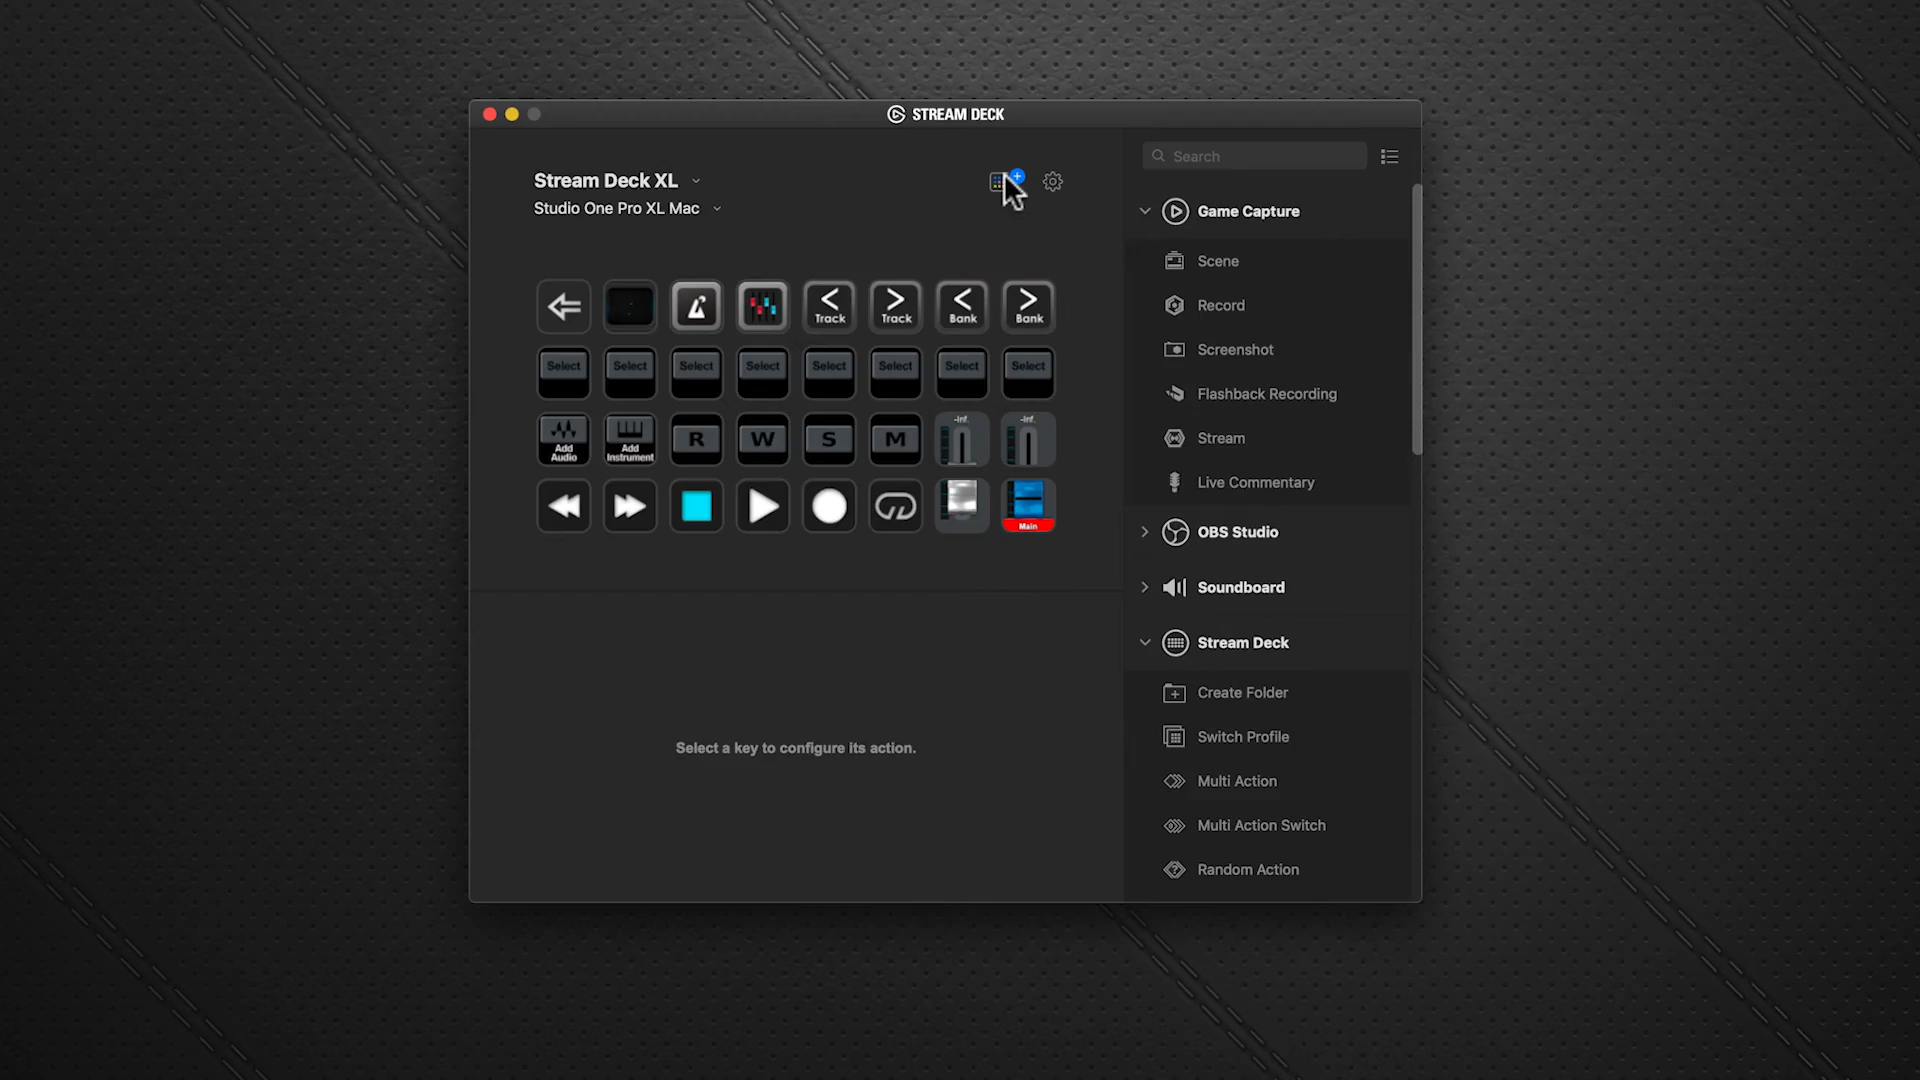 STREAM DECK
Stream Deck XL
Studio One Pro XL Mac
Search
Track Track Bank Bank
Select Select Select Select Select Select Select Select
Add Audio
Add Instrument
R W S M -Inf. -Inf.
Main
Select a key to configure its action.
Game Capture
Scene
Record
Screenshot
Flashback Recording
Stream
Live Commentary
OBS Studio
Soundboard
Stream Deck
Create Folder
Switch Profile
Multi Action
Multi Action Switch
Random Action